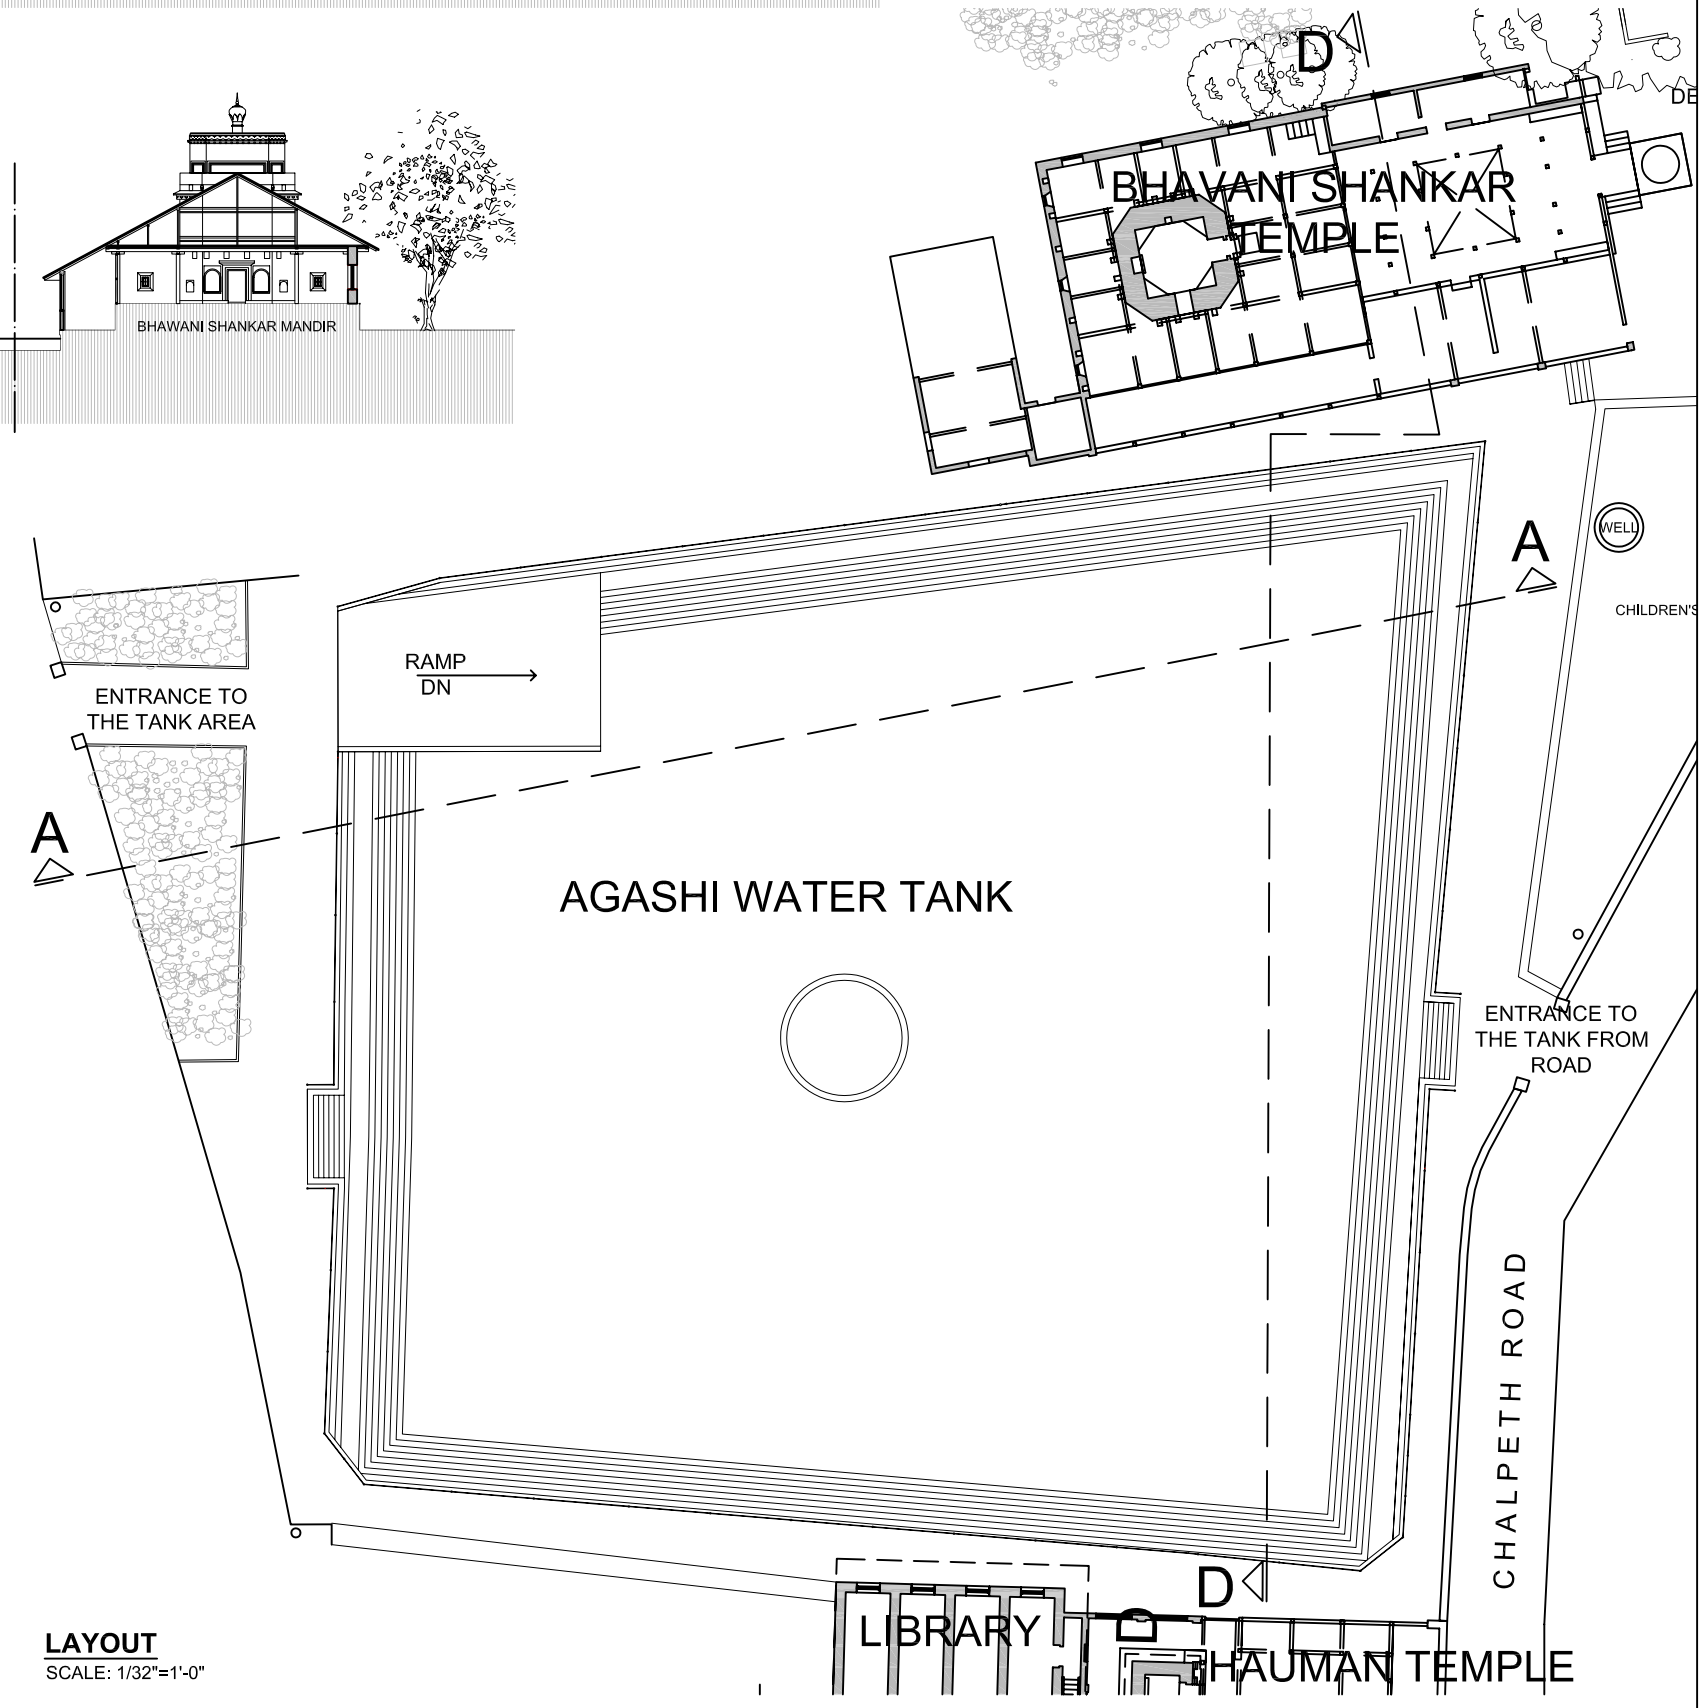 D
DE
BHAVANI SHANKAR
TEMPLE
BHAWANI SHANKAR MANDIR
A
WELL
CHILDREN'S
RAMP
DN
ENTRANCE TO
THE TANK AREA
A
AGASHI WATER TANK
ENTRANCE TO
THE TANK FROM
ROAD
CHALPETH ROAD
D
LIBRARY
HAUMAN TEMPLE
LAYOUT
SCALE: 1/32"=1'-0"